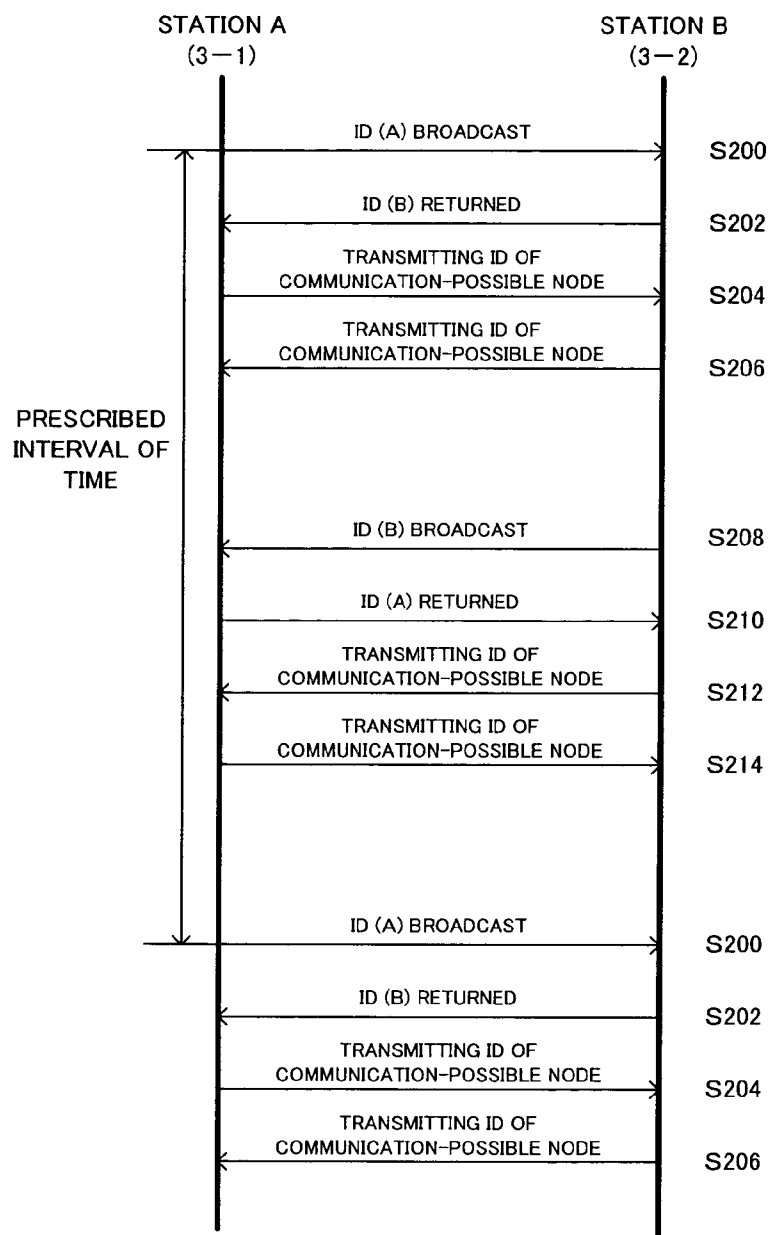 STATION A
(3-1)
STATION B
(3-2)
ID (A) BROADCAST
S200
ID (B) RETURNED
S202
TRANSMITTING ID OF
COMMUNICATION-POSSIBLE NODE
S204
TRANSMITTING ID OF
COMMUNICATION-POSSIBLE NODE
S206
PRESCRIBED
INTERVAL OF
TIME
ID (B) BROADCAST
S208
ID (A) RETURNED
S210
TRANSMITTING ID OF
COMMUNICATION-POSSIBLE NODE
S212
TRANSMITTING ID OF
COMMUNICATION-POSSIBLE NODE
S214
ID (A) BROADCAST
S200
ID (B) RETURNED
S202
TRANSMITTING ID OF
COMMUNICATION-POSSIBLE NODE
S204
TRANSMITTING ID OF
COMMUNICATION-POSSIBLE NODE
S206